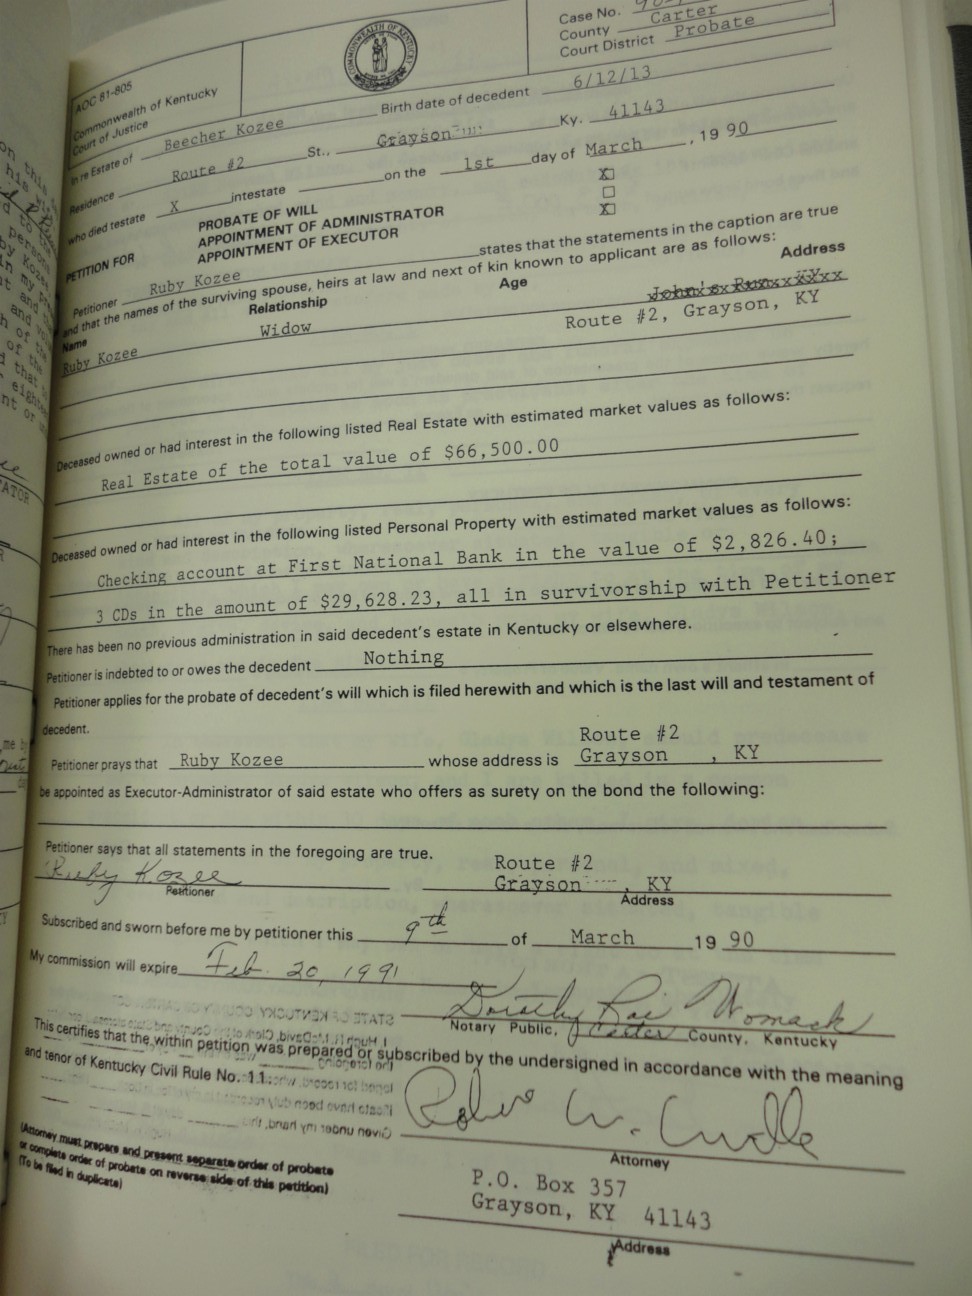 AOC 81-805
Commonwealth of Kentucky
Court of Justice
COMMONWEALTH OF KENTUCKY
Case No.
County Carter
Court District Probate
In re Estate of Beecher Kozee Birth date of decedent 6/12/13
Residence Route #2 St., Grayson Ky. 41143
who died testate X intestate on the 1st day of March, 19 90
PETITION FOR
PROBATE OF WILL X
APPOINTMENT OF ADMINISTRATOR
APPOINTMENT OF EXECUTOR X
Petitioner Ruby Kozee states that the statements in the caption are true
and that the names of the surviving spouse, heirs at law and next of kin known to applicant are as follows:
Name Relationship Age Address
John's Run KY
Ruby Kozee Widow Route #2, Grayson, KY
Deceased owned or had interest in the following listed Real Estate with estimated market values as follows:
Real Estate of the total value of $66,500.00
Deceased owned or had interest in the following listed Personal Property with estimated market values as follows:
Checking account at First National Bank in the value of $2,826.40;
3 CDs in the amount of $29,628.23, all in survivorship with Petitioner
There has been no previous administration in said decedent's estate in Kentucky or elsewhere.
Petitioner is indebted to or owes the decedent Nothing
Petitioner applies for the probate of decedent's will which is filed herewith and which is the last will and testament of
decedent.
Route #2
Petitioner prays that Ruby Kozee whose address is Grayson, KY
be appointed as Executor-Administrator of said estate who offers as surety on the bond the following:
Petitioner says that all statements in the foregoing are true.
Route #2
Ruby Kozee Grayson, KY
Petitioner Address
Subscribed and sworn before me by petitioner this 9th of March 19 90
My commission will expire Feb. 20, 1991
Dorothy Rae Womack
Notary Public, Carter County, Kentucky
This certifies that the within petition was prepared or subscribed by the undersigned in accordance with the meaning
and tenor of Kentucky Civil Rule No. 11.
Attorney
(Attorney must prepare and present separate order of probate
or complete order of probate on reverse side of this petition)
(To be filed in duplicate)
P.O. Box 357
Grayson, KY 41143
Address